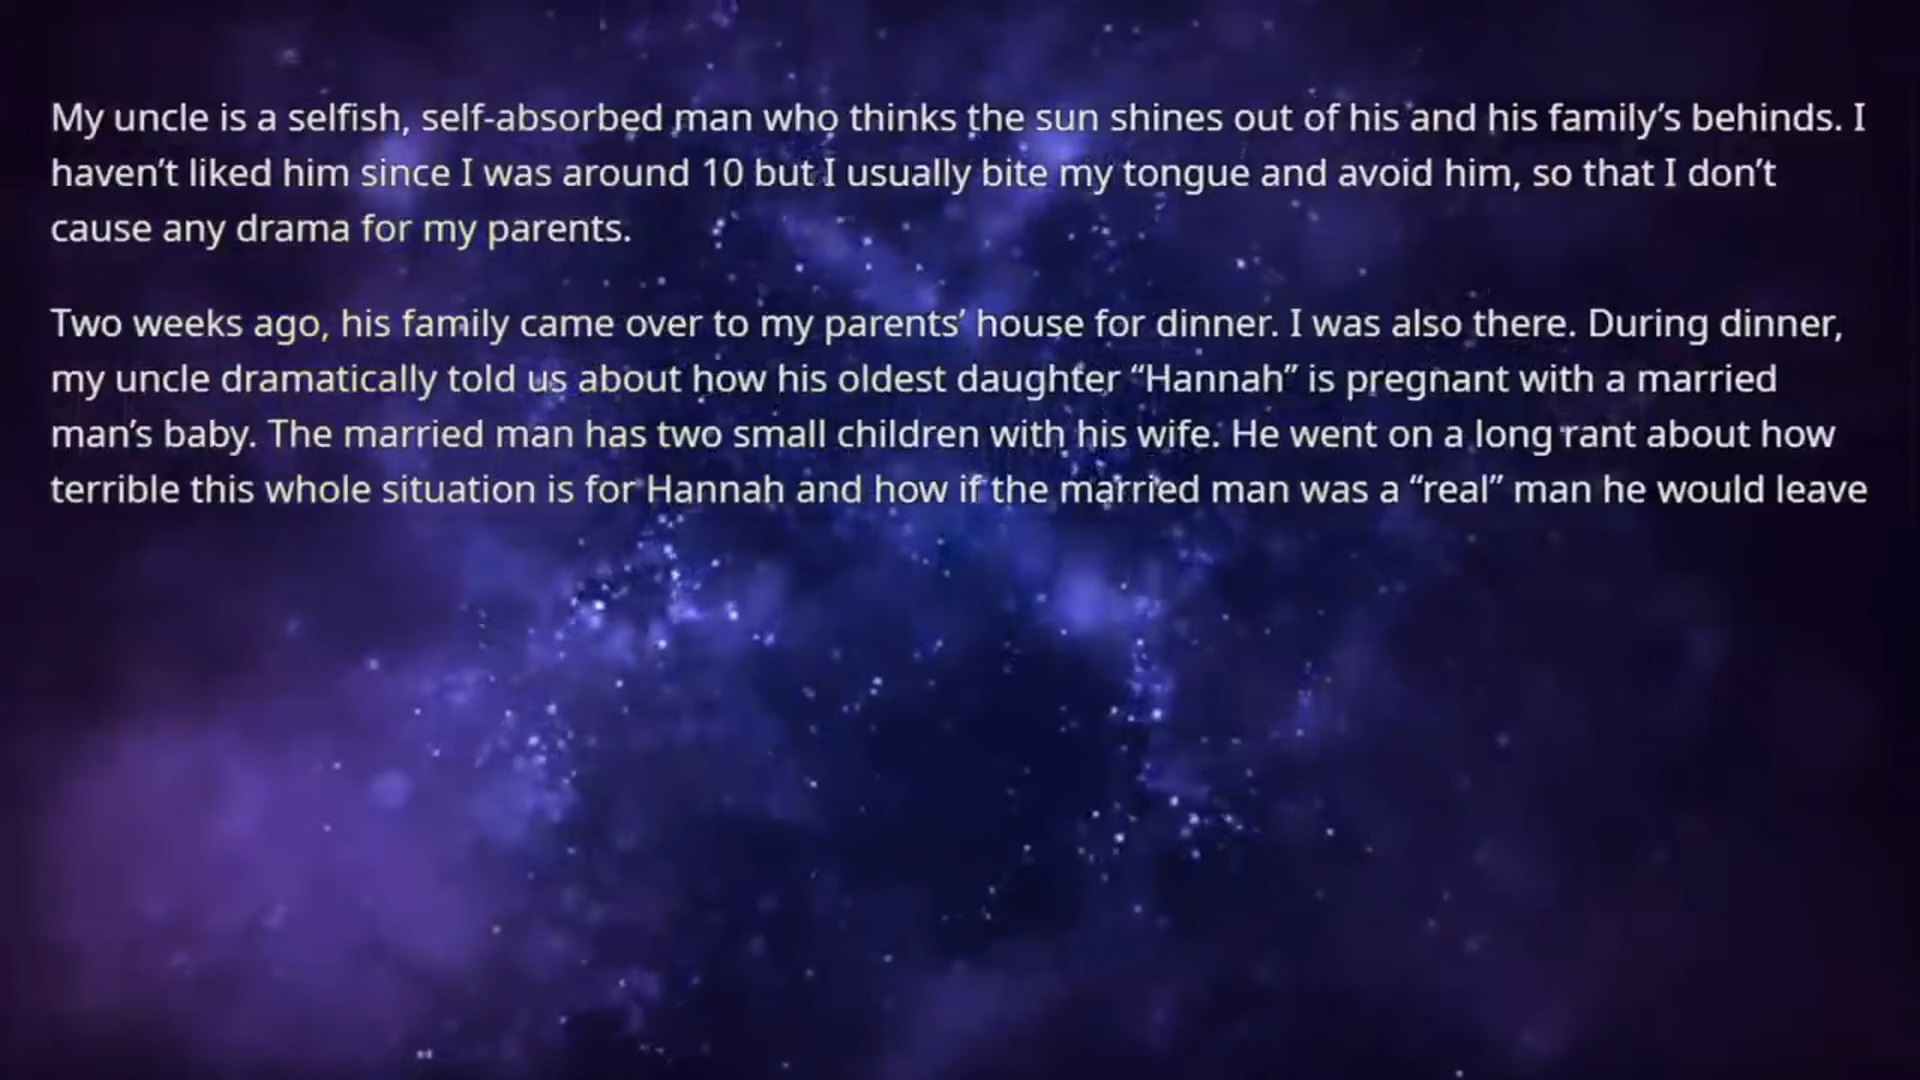 My uncle is a selfish, self-absorbed man who thinks the sun shines out of his and his family’s behinds. I
haven’t liked him since I was around 10 but I usually bite my tongue and avoid him, so that I don’t
cause any drama for my parents.
Two weeks ago, his family came over to my parents’ house for dinner. I was also there. During dinner,
my uncle dramatically told us about how his oldest daughter “Hannah” is pregnant with a married
man’s baby. The married man has two small children with his wife. He went on a long rant about how
terrible this whole situation is for Hannah and how if the married man was a “real” man he would leave